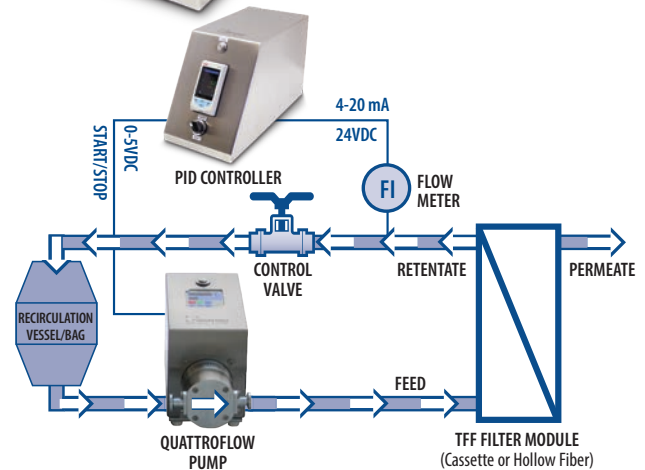 4-20 mA
24VDC
0-5VDC
START/STOP
PID CONTROLLER
FI
FLOW
METER
CONTROL
VALVE
RETENTATE
PERMEATE
RECIRCULATION
VESSEL/BAG
FEED
QUATTROFLOW
PUMP
TFF FILTER MODULE
(Cassette or Hollow Fiber)